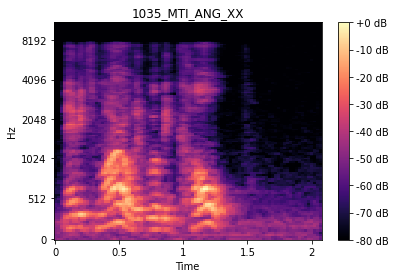 1035_MTI_ANG_XX
+0 dB
8192
-10 dB
4096
-20 dB
-30 dB
2048
Hz
-40 dB
1024
-50 dB
512
-60 dB
-70 dB
0
-80 dB
0 0.5 1 1.5 2
Time